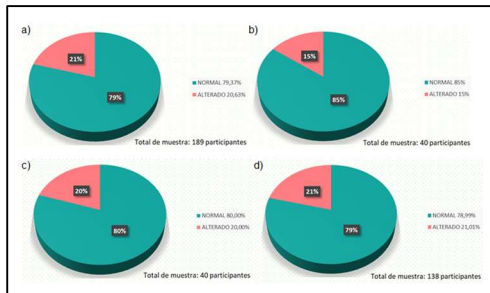 a)
21%
79%
NORMAL 79,37%
ALTERADO 20,63%
Total de muestra: 189 participantes
b)
15%
85%
NORMAL 85%
ALTERADO 15%
Total de muestra: 40 participantes
c)
20%
80%
NORMAL 80,00%
ALTERADO 20,00%
Total de muestra: 40 participantes
d)
21%
79%
NORMAL 78,99%
ALTERADO 21,01%
Total de muestra: 138 participantes